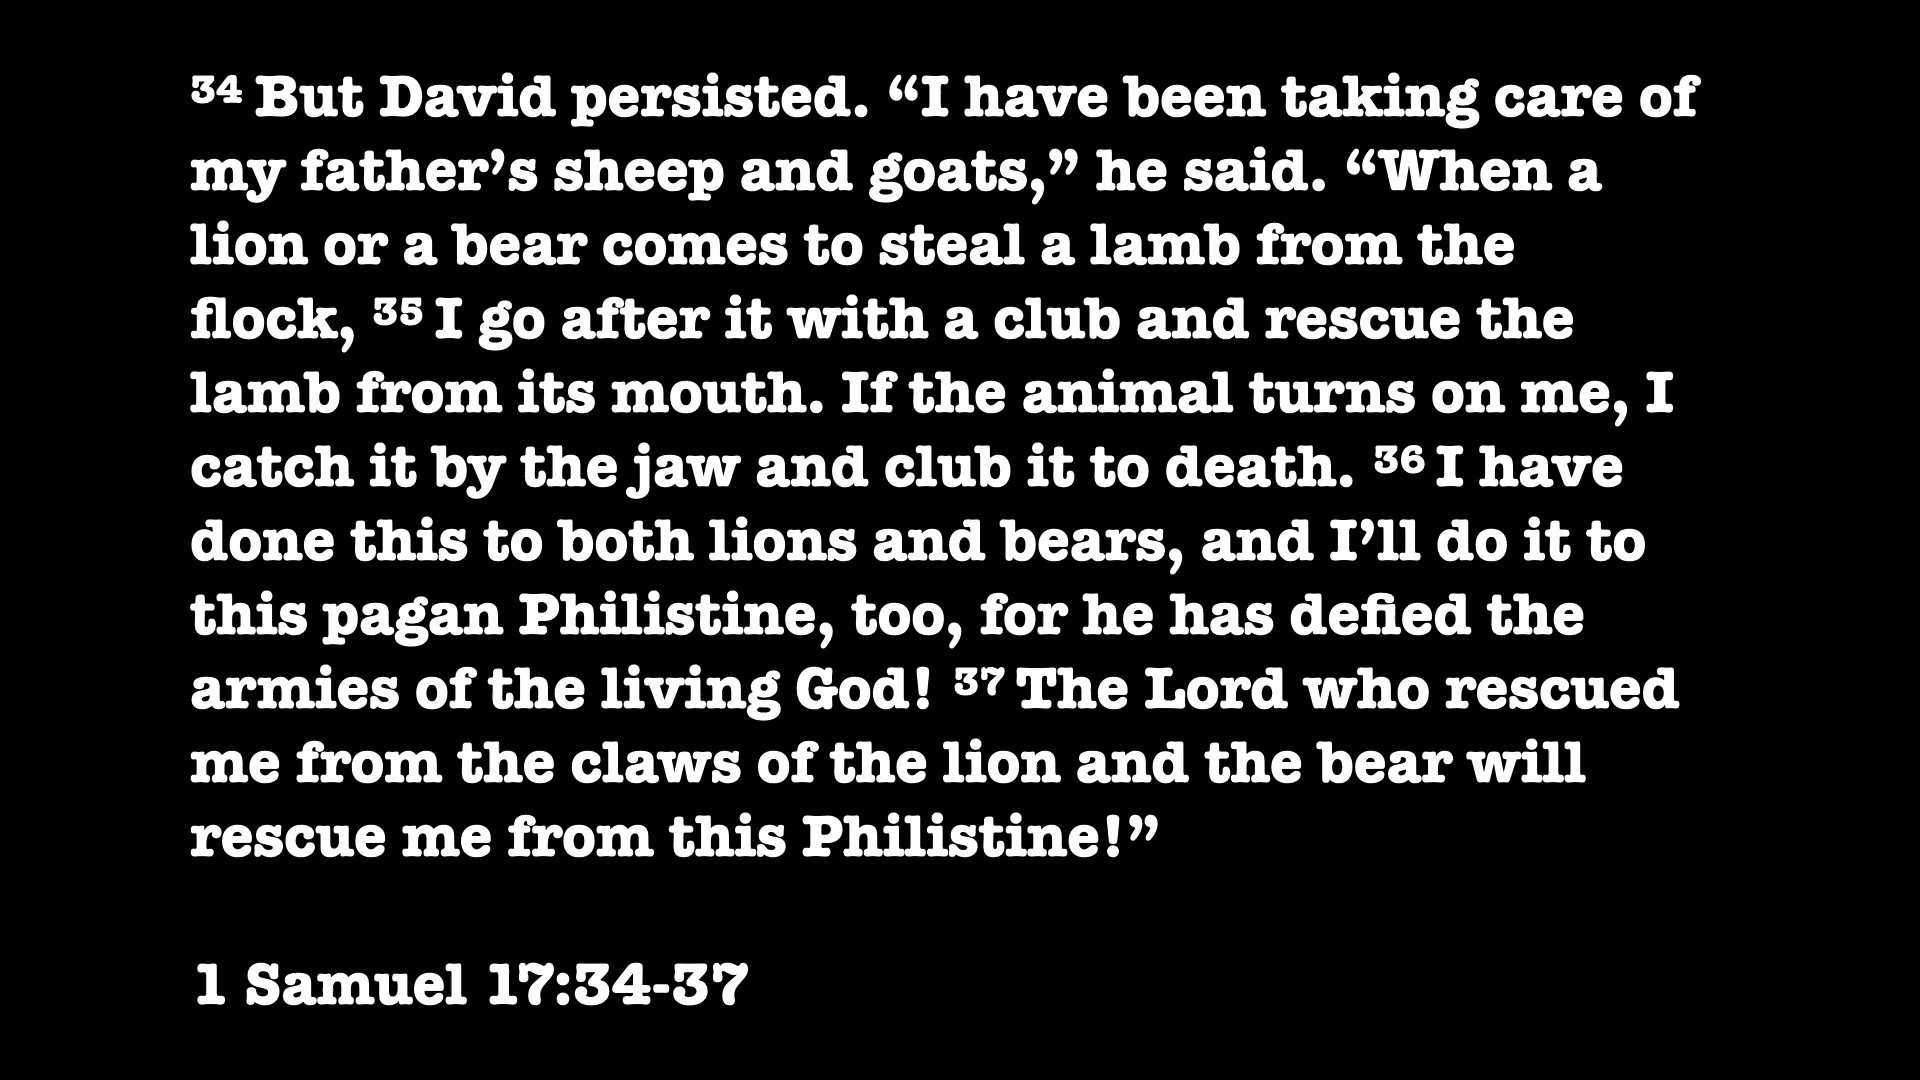 ³⁴ But David persisted. “I have been taking care of
my father’s sheep and goats,” he said. “When a
lion or a bear comes to steal a lamb from the
flock, ³⁵ I go after it with a club and rescue the
lamb from its mouth. If the animal turns on me, I
catch it by the jaw and club it to death. ³⁶ I have
done this to both lions and bears, and I’ll do it to
this pagan Philistine, too, for he has defied the
armies of the living God! ³⁷ The Lord who rescued
me from the claws of the lion and the bear will
rescue me from this Philistine!”
1 Samuel 17:34-37